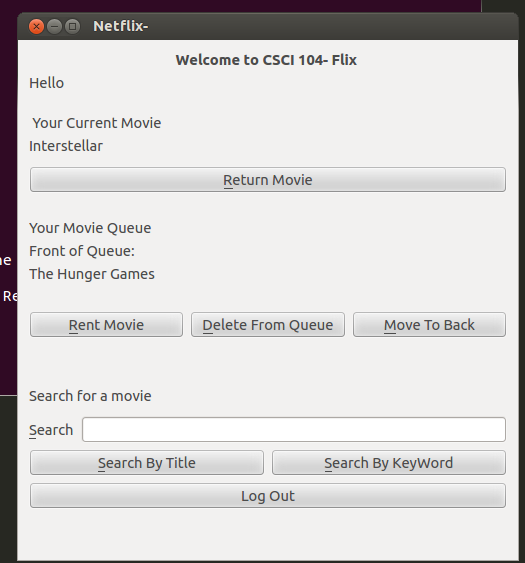 Netflix-
Welcome to CSCI 104- Flix
Hello
Your Current Movie
Interstellar
Return Movie
Your Movie Queue
Front of Queue:
The Hunger Games
Rent Movie Delete From Queue Move To Back
Search for a movie
Search
Search By Title Search By KeyWord
Log Out